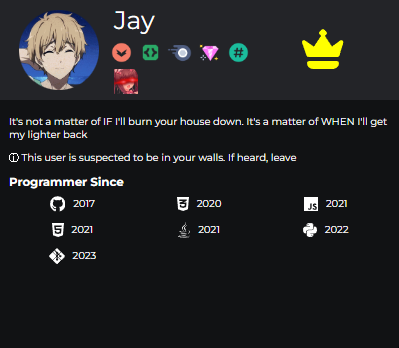 Jay
It's not a matter of IF I'll burn your house down. It's a matter of WHEN I'll get
my lighter back
This user is suspected to be in your walls. If heard, leave
Programmer Since
2017 2020 JS 2021
2021 2021 2022
2023